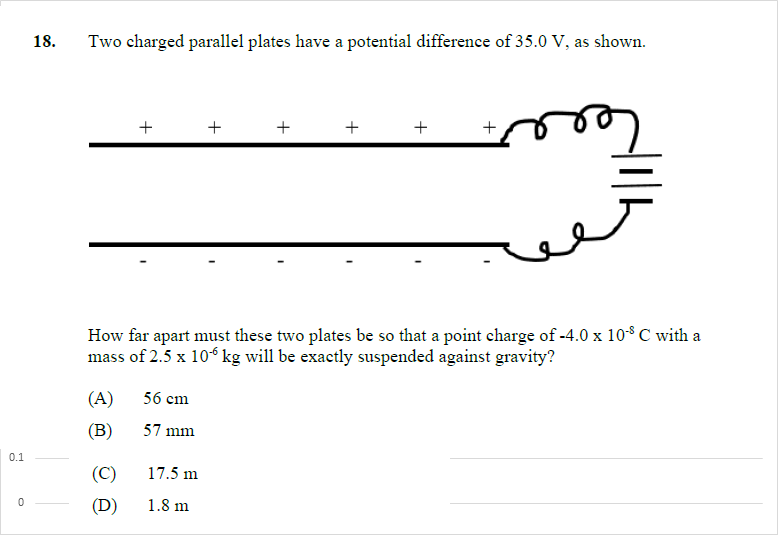 18. Two charged parallel plates have a potential difference of 35.0 V, as shown.
+ + + + + +
- - - - - -
How far apart must these two plates be so that a point charge of -4.0 x 10⁻⁸ C with a
mass of 2.5 x 10⁻⁶ kg will be exactly suspended against gravity?
(A) 56 cm
(B) 57 mm
0.1
(C) 17.5 m
0
(D) 1.8 m